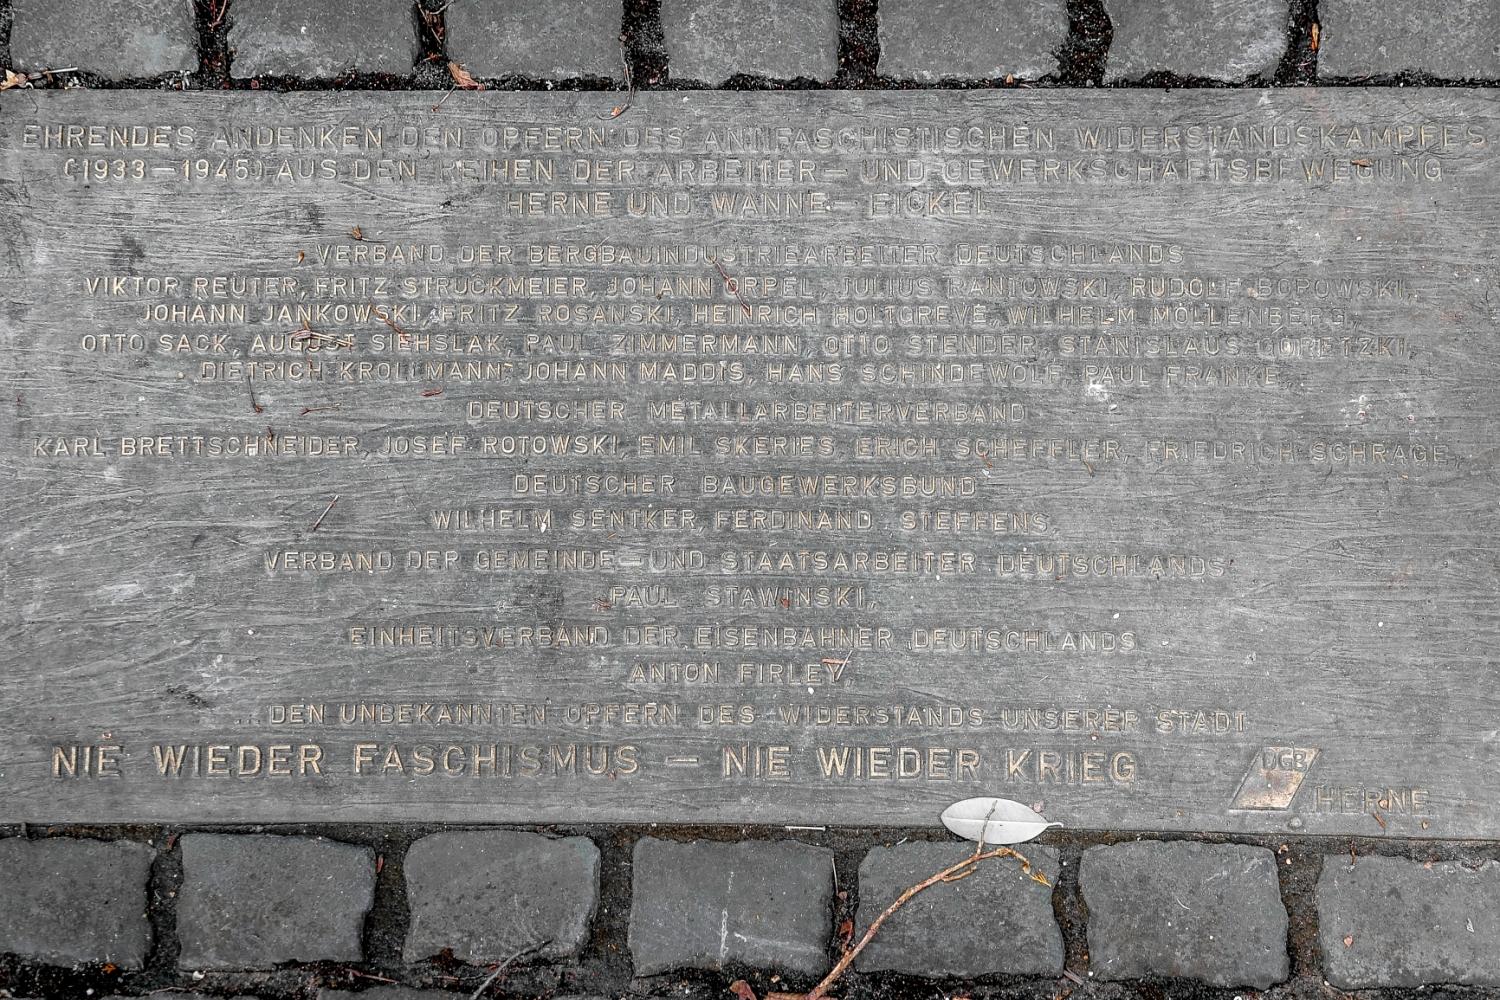 EHRENDES ANDENKEN DEN OPFERN DES ANTIFASCHISTISCHEN WIDERSTANDSKAMPFES
(1933–1945) AUS DEN REIHEN DER ARBEITER– UND GEWERKSCHAFTSBEWEGUNG
HERNE UND WANNE– EICKEL
VERBAND DER BERGBAUINDUSTRIEARBEITER DEUTSCHLANDS
VIKTOR REUTER, FRITZ STRUCKMEIER, JOHANN ORPEL, JULIUS RANTOWSKI, RUDOLF BOROWSKI,
JOHANN JANKOWSKI, FRITZ ROSANSKI, HEINRICH HOLTGREVE, WILHELM MÖLLENBERG,
OTTO SACK, AUGUST SIEHSLAK, PAUL ZIMMERMANN, OTTO STENDER, STANISLAUS
DIETRICH KROLLMANN, JOHANN MADDIS, HANS SCHINDEWOLF, PAUL FRANKE,
DEUTSCHER METALLARBEITERVERBAND
KARL BRETTSCHNEIDER, JOSEF ROTOWSKI, EMIL SKERIES, ERICH SCHEFFLER, FRIEDRICH SCHRAGE,
DEUTSCHER BAUGEWERKSBUND
WILHELM SENTKER, FERDINAND STEFFENS,
VERBAND DER GEMEINDE–UND STAATSARBEITER DEUTSCHLANDS
PAUL STAWINSKI,
EINHEITSVERBAND DER EISENBAHNER DEUTSCHLANDS
ANTON FIRLEY,
...DEN UNBEKANNTEN OPFERN DES WIDERSTANDS UNSERER STADT
NIE WIEDER FASCHISMUS – NIE WIEDER KRIEG
DGB
HERNE